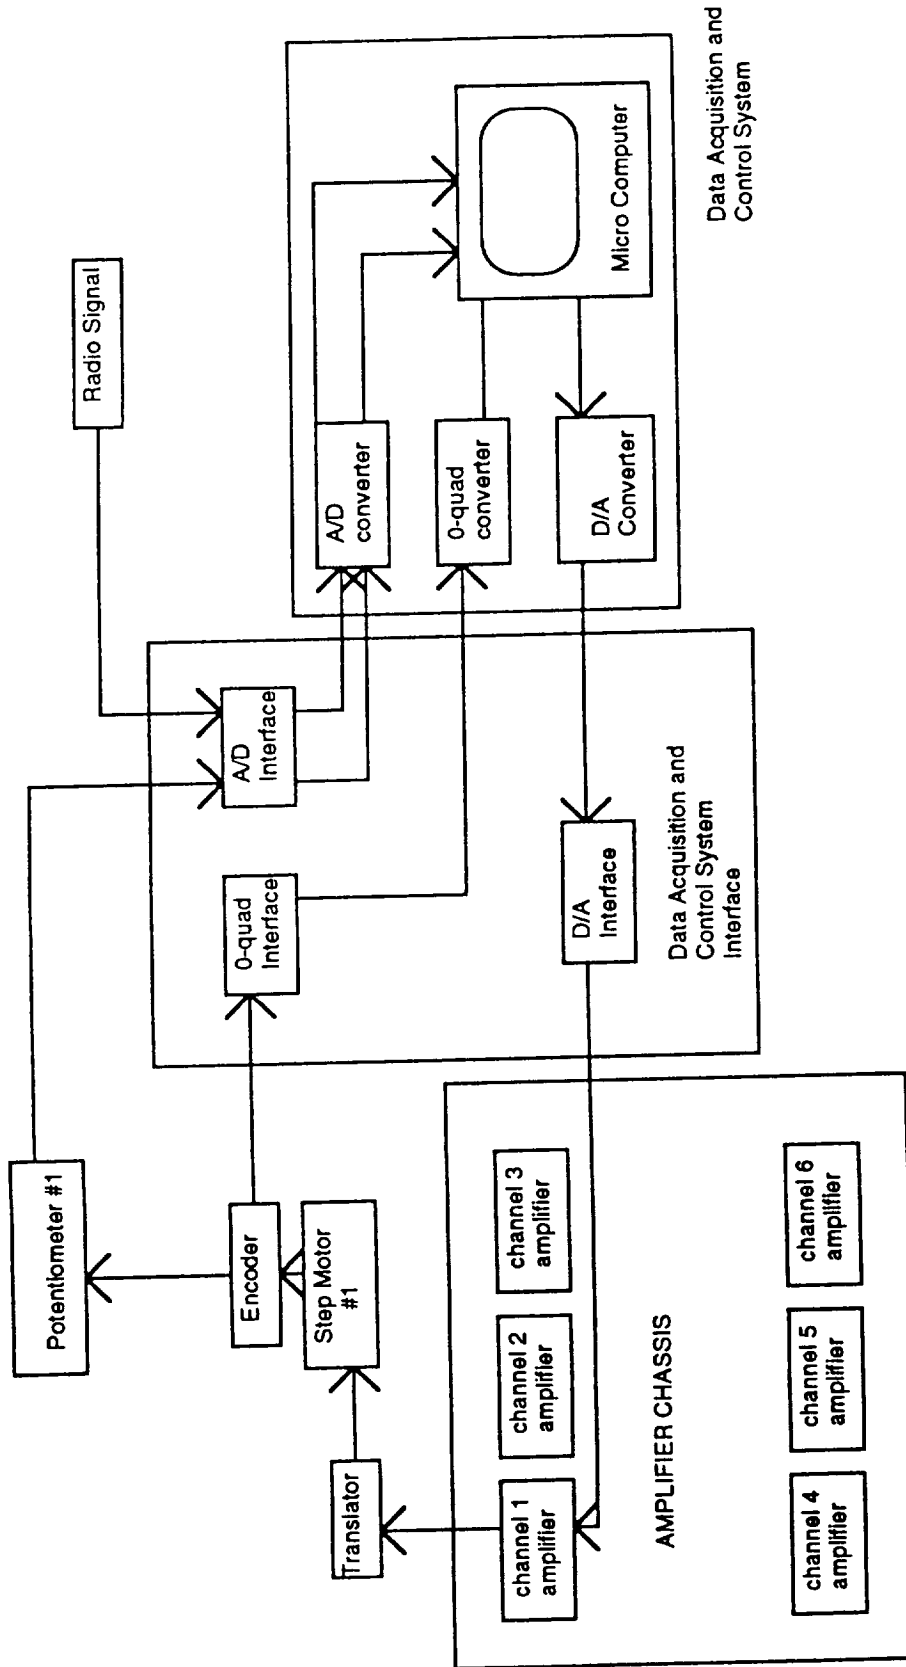 Potentiometer #1
Radio Signal
Encoder
Step Motor
#1
Translator
0-quad
Interface
A/D
Interface
A/D
converter
0-quad
converter
D/A
Converter
Micro Computer
D/A
Interface
Data Acquisition and
Control System
Interface
Data Acquisition and
Control System
channel 1
amplifier
channel 2
amplifier
channel 3
amplifier
AMPLIFIER CHASSIS
channel 4
amplifier
channel 5
amplifier
channel 6
amplifier